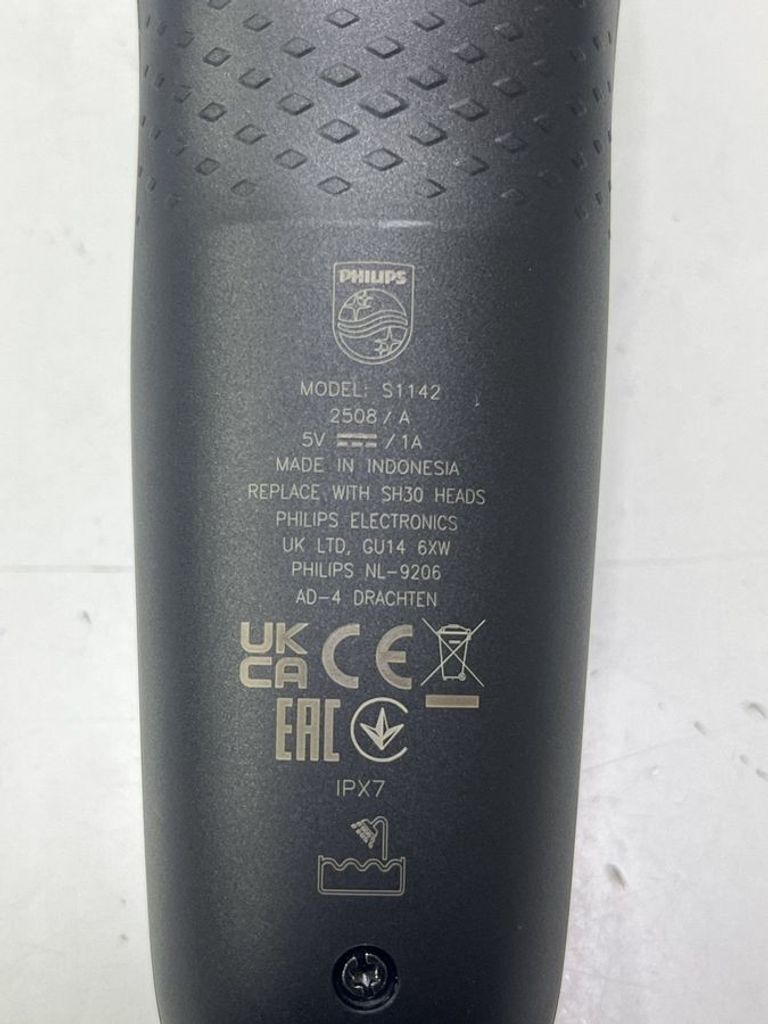 PHILIPS
MODEL: S1142
2508 / A
5V ⎓ / 1A
MADE IN INDONESIA
REPLACE WITH SH30 HEADS
PHILIPS ELECTRONICS
UK LTD, GU14 6XW
PHILIPS NL-9206
AD-4 DRACHTEN
UK
CA CE
EAC
IPX7